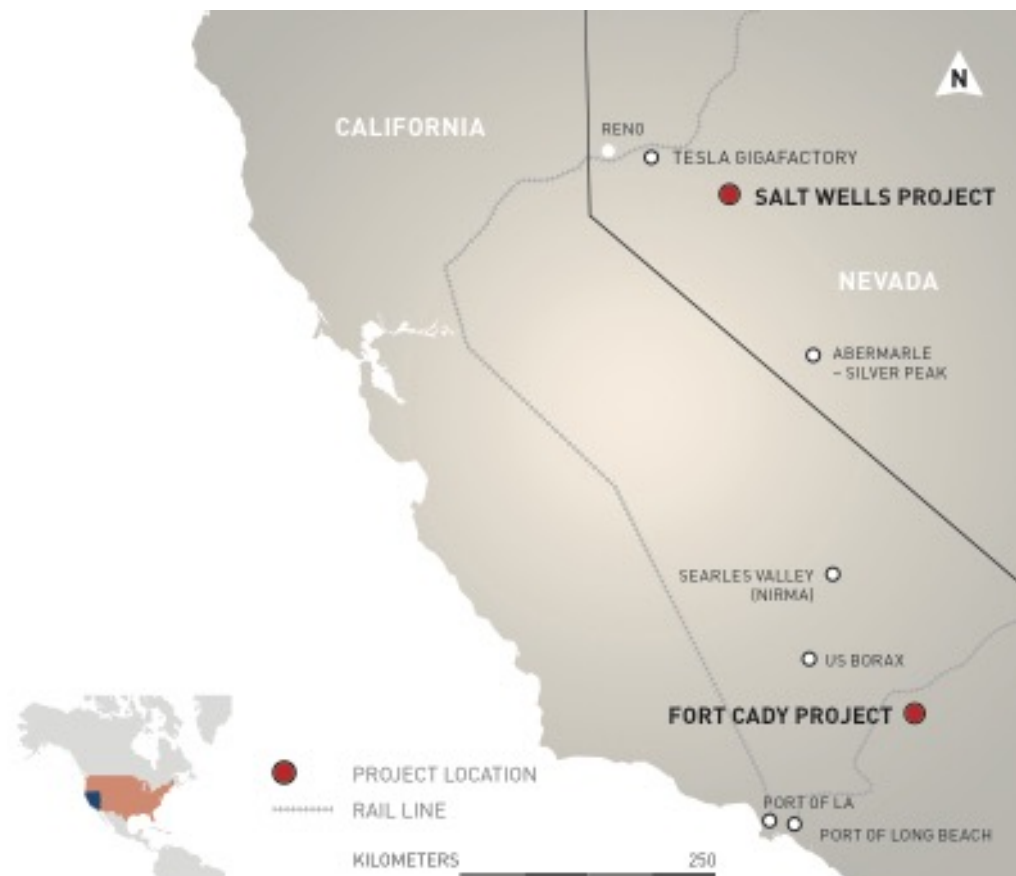 N
CALIFORNIA
RENO
TESLA GIGAFACTORY
SALT WELLS PROJECT
NEVADA
ABERMARLE
– SILVER PEAK
SEARLES VALLEY
(NIRMA)
US BORAX
FORT CADY PROJECT
PROJECT LOCATION
RAIL LINE
PORT OF LA
PORT OF LONG BEACH
KILOMETERS 250